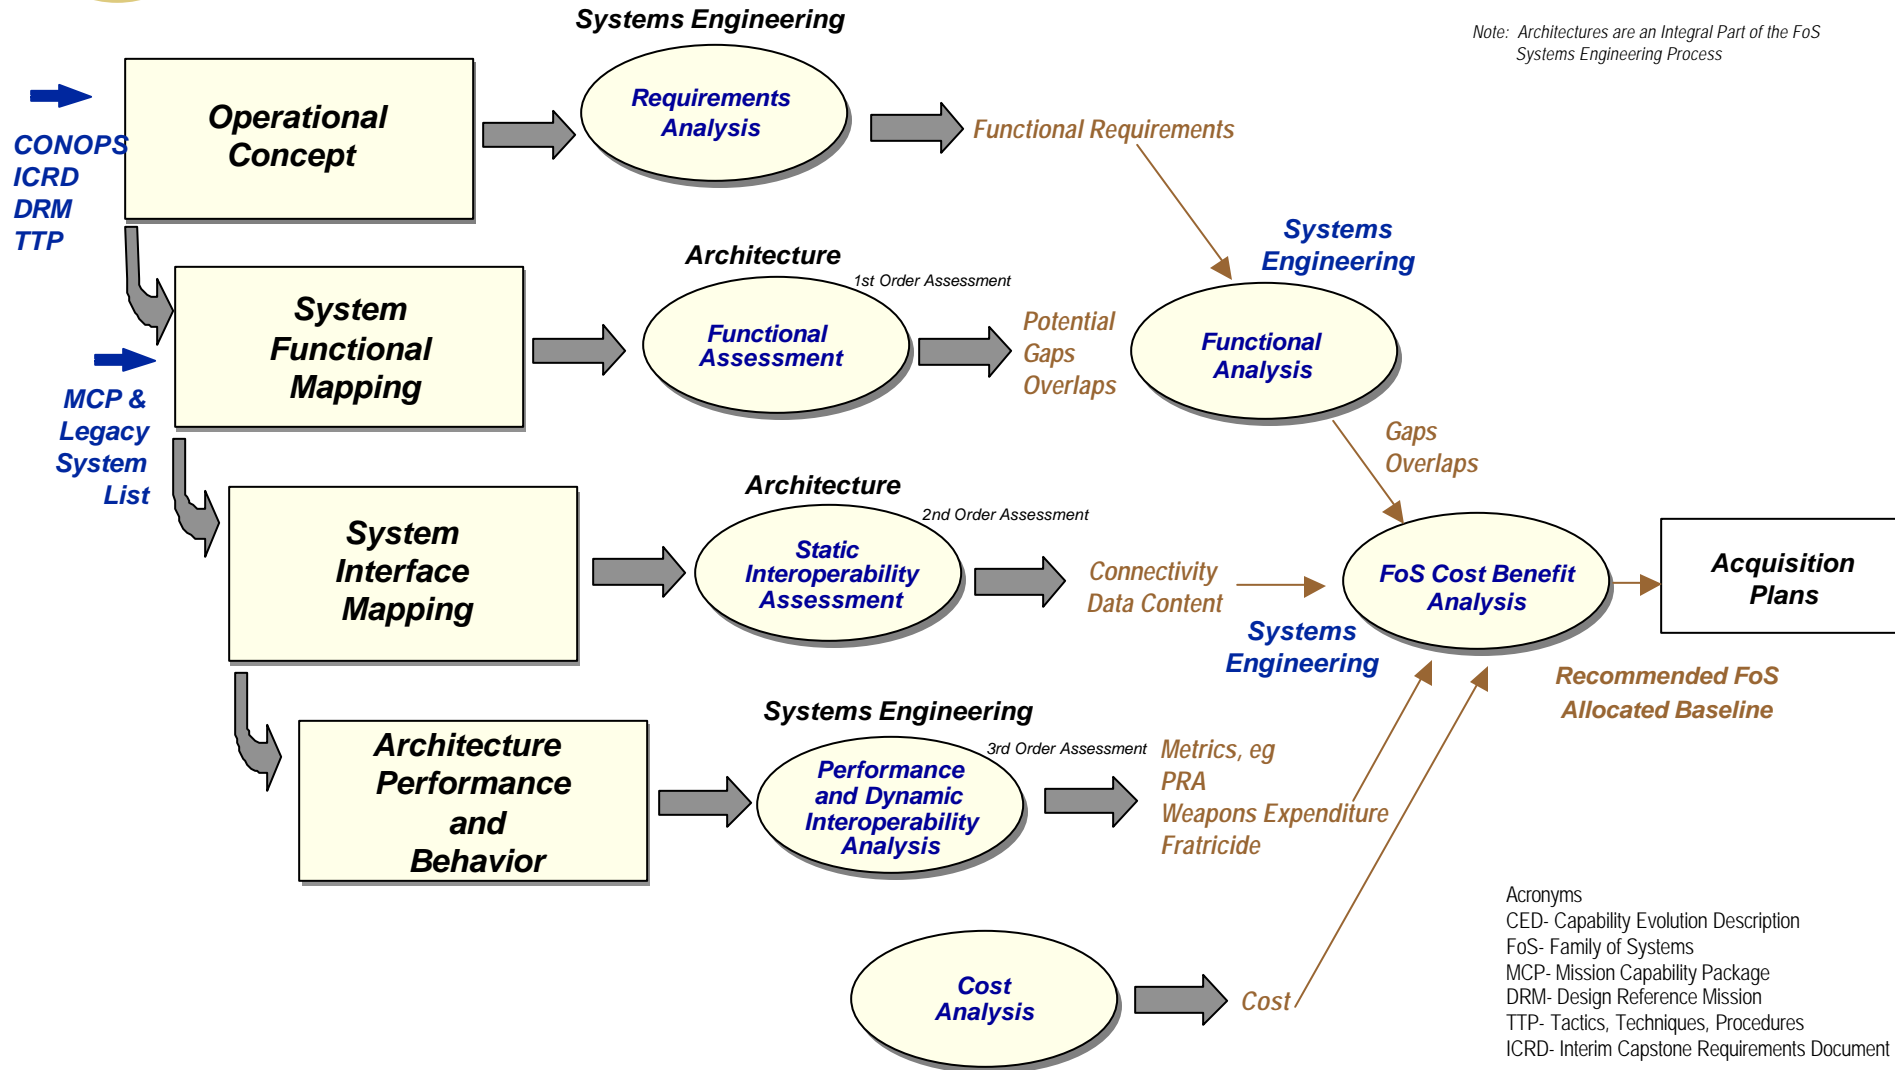 Systems Engineering
Note: Architectures are an Integral Part of the FoS
Systems Engineering Process
CONOPS
ICRD
DRM
TTP
Operational
Concept
Requirements
Analysis
Functional Requirements
Architecture
1st Order Assessment
System
Functional
Mapping
Functional
Assessment
Potential
Gaps
Overlaps
Systems
Engineering
Functional
Analysis
MCP &
Legacy
System
List
Gaps
Overlaps
Architecture
2nd Order Assessment
System
Interface
Mapping
Static
Interoperability
Assessment
Connectivity
Data Content
Systems
Engineering
FoS Cost Benefit
Analysis
Acquisition
Plans
Recommended FoS
Allocated Baseline
Systems Engineering
3rd Order Assessment
Architecture
Performance
and
Behavior
Performance
and Dynamic
Interoperability
Analysis
Metrics, eg
PRA
Weapons Expenditure
Fratricide
Cost
Analysis
Cost
Acronyms
CED- Capability Evolution Description
FoS- Family of Systems
MCP- Mission Capability Package
DRM- Design Reference Mission
TTP- Tactics, Techniques, Procedures
ICRD- Interim Capstone Requirements Document